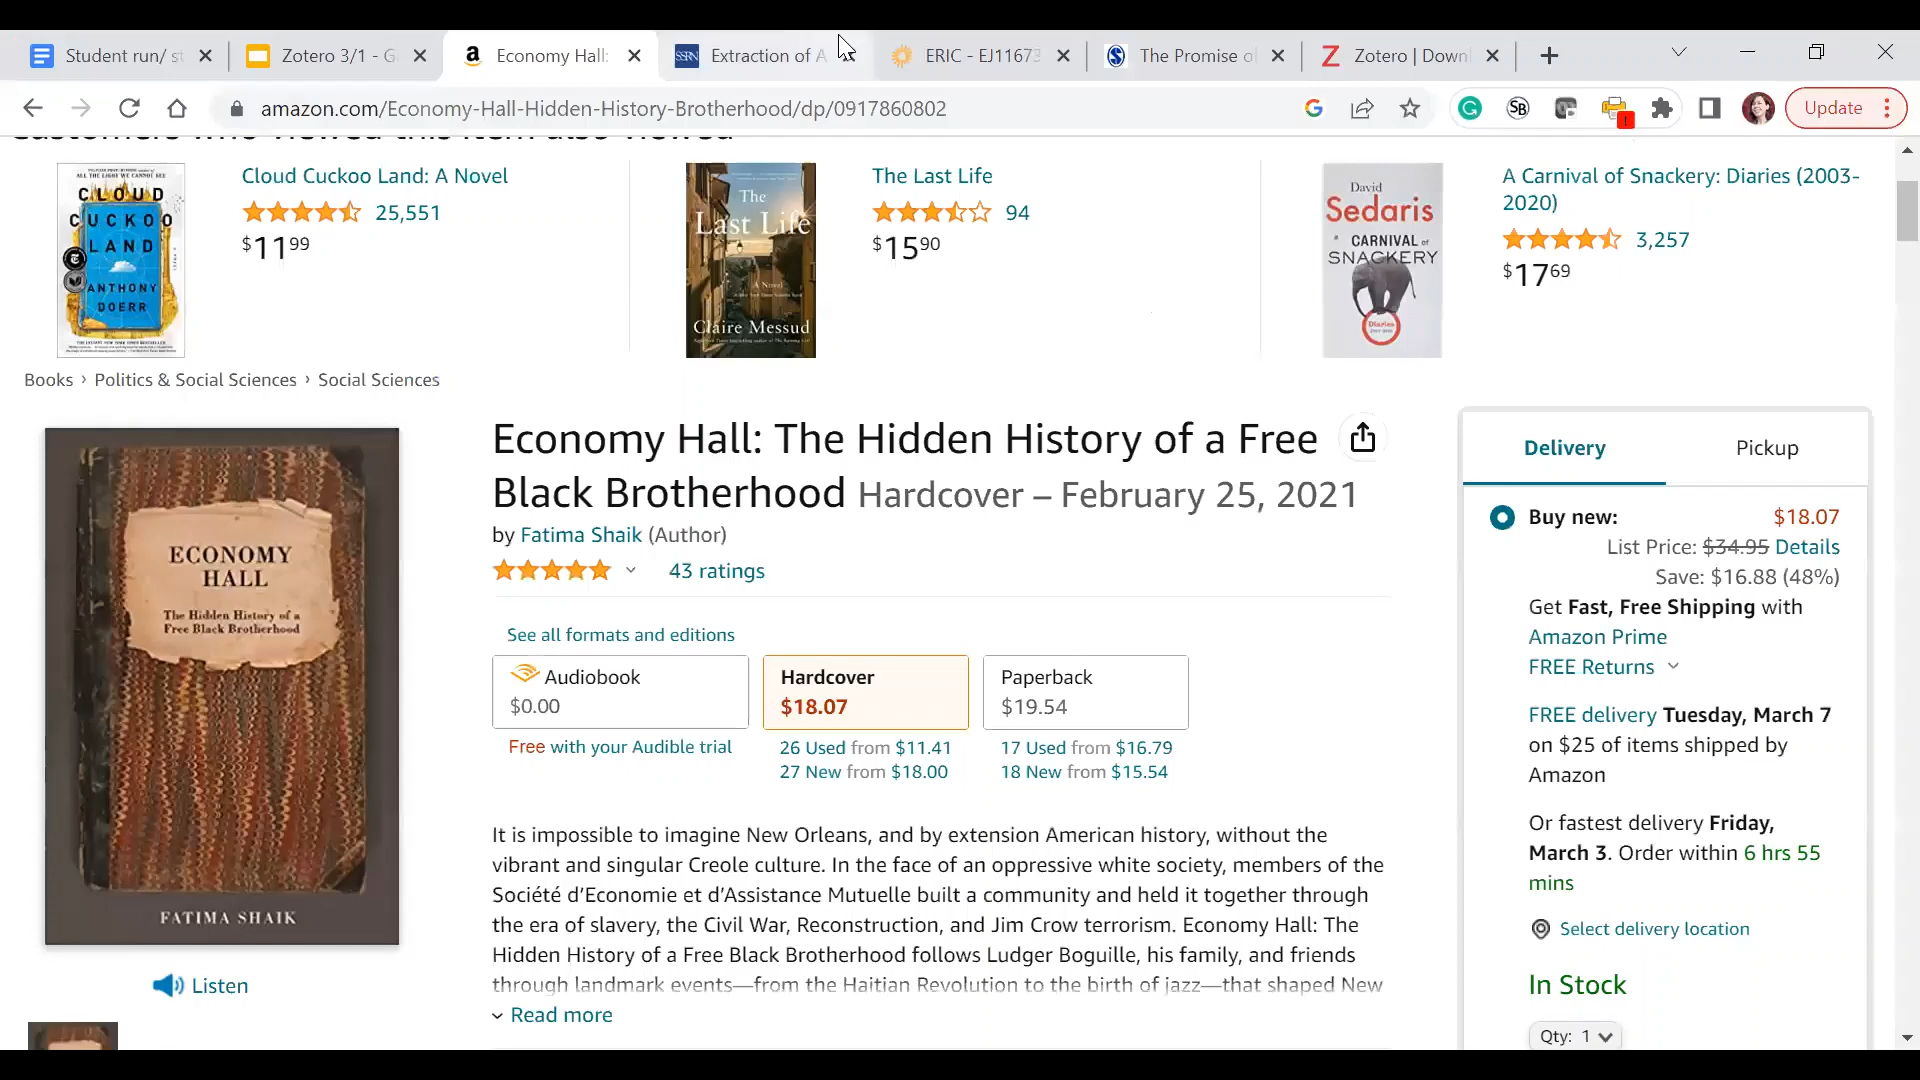 Student run/ st
Zotero 3/1 - G
Economy Hall:
SSRN
Extraction of A
ERIC - EJ11673
The Promise o
Zotero | Downl
amazon.com/Economy-Hall-Hidden-History-Brotherhood/dp/0917860802
Update
Customers who viewed this item also viewed
CLOUD
CUCKOO
LAND
ANTHONY
DOERR
Cloud Cuckoo Land: A Novel
25,551
$11.99
The
Last Life
A Novel
Claire Messud
The Last Life
94
$15.90
David
Sedaris
A CARNIVAL of
SNACKERY
Diaries
A Carnival of Snackery: Diaries (2003-
2020)
3,257
$17.69
Books › Politics & Social Sciences › Social Sciences
ECONOMY
HALL
The Hidden History of a
Free Black Brotherhood
FATIMA SHAIK
Listen
Economy Hall: The Hidden History of a Free
Black Brotherhood Hardcover – February 25, 2021
by Fatima Shaik (Author)
43 ratings
See all formats and editions
Audiobook
$0.00
Free with your Audible trial
Hardcover
$18.07
26 Used from $11.41
27 New from $18.00
Paperback
$19.54
17 Used from $16.79
18 New from $15.54
It is impossible to imagine New Orleans, and by extension American history, without the
vibrant and singular Creole culture. In the face of an oppressive white society, members of the
Société d’Economie et d’Assistance Mutuelle built a community and held it together through
the era of slavery, the Civil War, Reconstruction, and Jim Crow terrorism. Economy Hall: The
Hidden History of a Free Black Brotherhood follows Ludger Boguille, his family, and friends
through landmark events—from the Haitian Revolution to the birth of jazz—that shaped New
Read more
Delivery
Pickup
Buy new: $18.07
List Price: $34.95 Details
Save: $16.88 (48%)
Get Fast, Free Shipping with
Amazon Prime
FREE Returns
FREE delivery Tuesday, March 7
on $25 of items shipped by
Amazon
Or fastest delivery Friday,
March 3. Order within 6 hrs 55
mins
Select delivery location
In Stock
Qty: 1